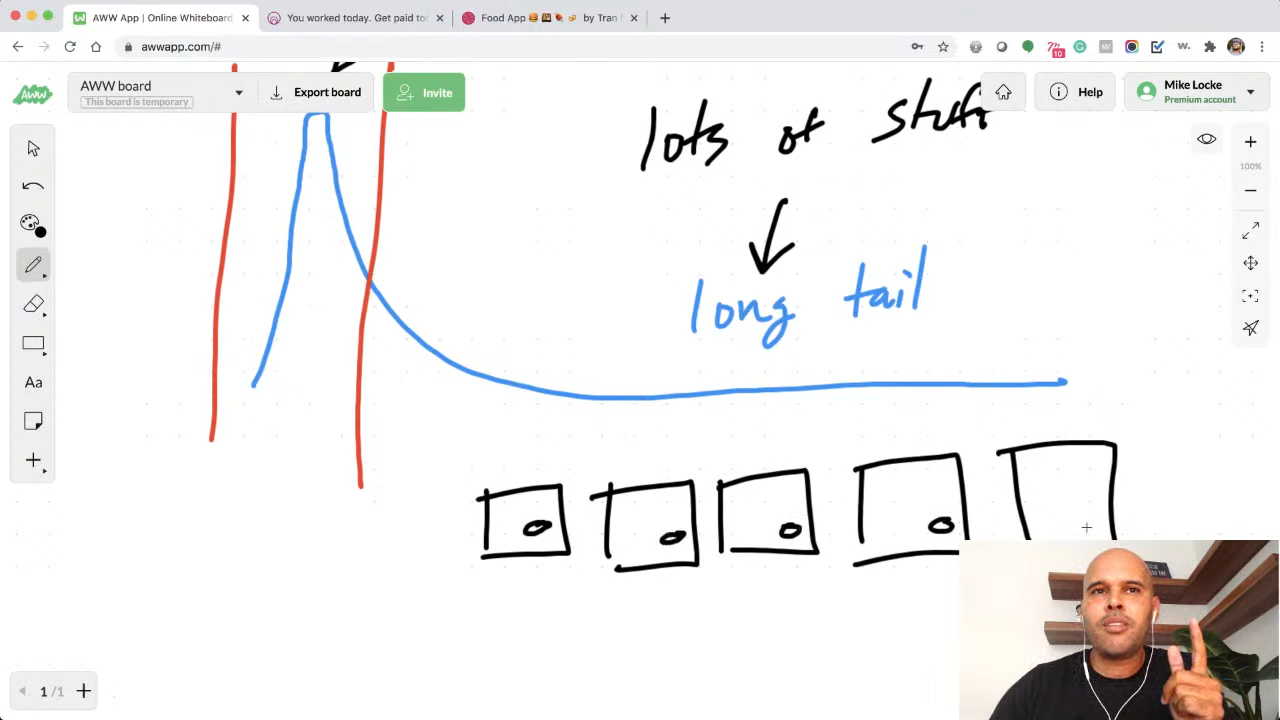 AWW App | Online Whiteboard
You worked today. Get paid to
Food App 🍔🍱🍗 🍻 by Tran
awwapp.com/#
10
AWW
AWW board
This board is temporary
Export board
Invite
Help
Mike Locke
Premium account
100%
Aa
lots of stuff
long tail
1/1